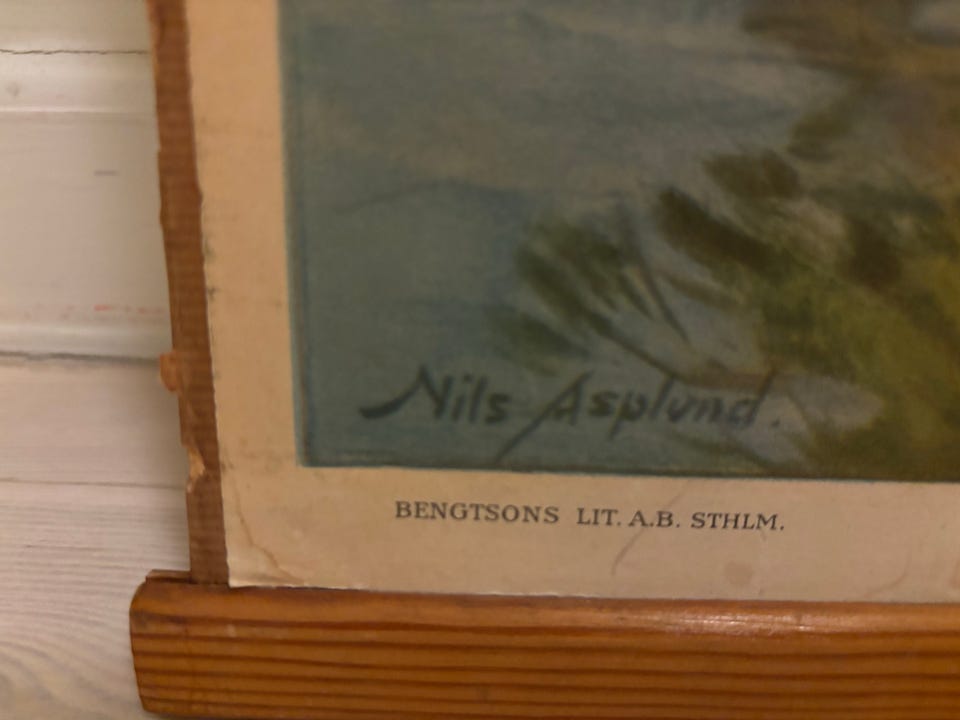 Nils Asplund.
BENGTSONS LIT. A.B. STHLM.